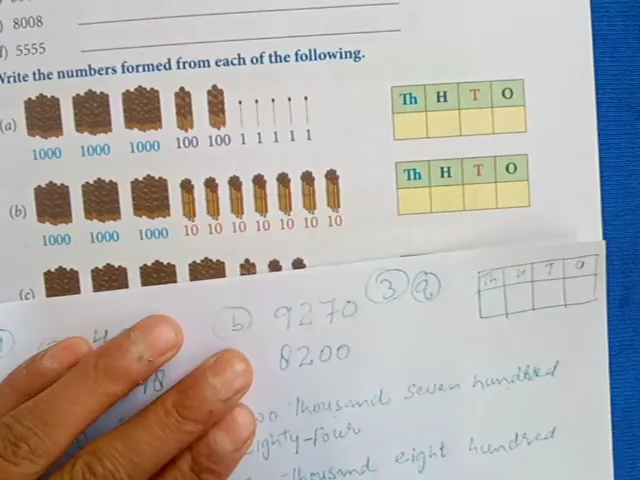 8008
5555
Write the numbers formed from each of the following.
(a) Th H T O
1000 1000 1000 100 100 1 1 1 1 1
(b) Th H T O
1000 1000 1000 10 10 10 10 10 10 10
(c)
b 9270 3 a Th H T O
8200
thousand seven hundred
eighty-four
thousand eight hundred